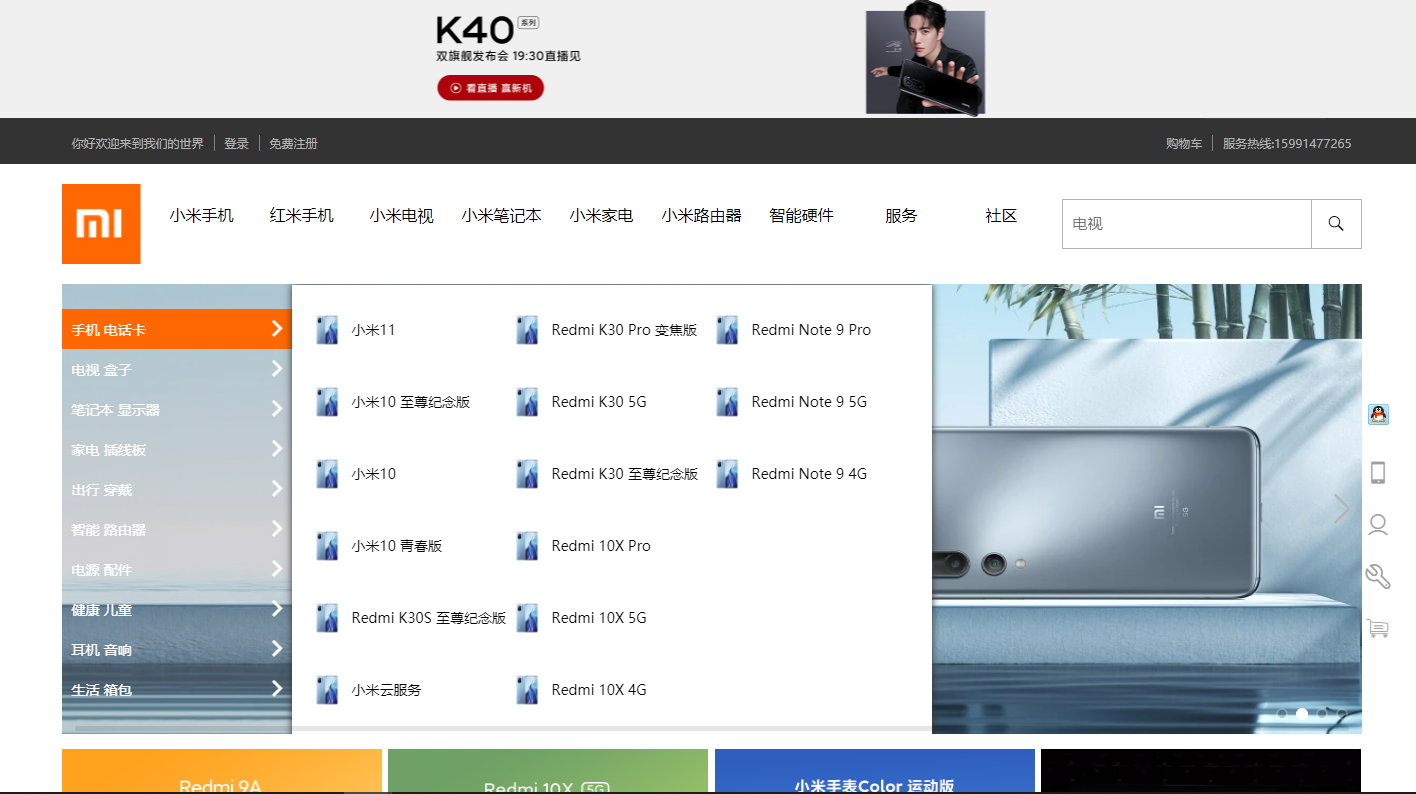 K40 系列
双旗舰发布会 19:30直播见
看直播 赢新机
你好欢迎来到我们的世界 登录 免费注册 购物车 服务热线:15991477265
小米手机 红米手机 小米电视 小米笔记本 小米家电 小米路由器 智能硬件 服务 社区 电视
手机 电话卡
电视 盒子
笔记本 显示器
家电 插线板
出行 穿戴
智能 路由器
电源 配件
健康 儿童
耳机 音响
生活 箱包
小米11 Redmi K30 Pro 变焦版 Redmi Note 9 Pro
小米10 至尊纪念版 Redmi K30 5G Redmi Note 9 5G
小米10 Redmi K30 至尊纪念版 Redmi Note 9 4G
小米10 青春版 Redmi 10X Pro
Redmi K30S 至尊纪念版 Redmi 10X 5G
小米云服务 Redmi 10X 4G
Redmi 9A Redmi 10X 5G 小米手表Color 运动版